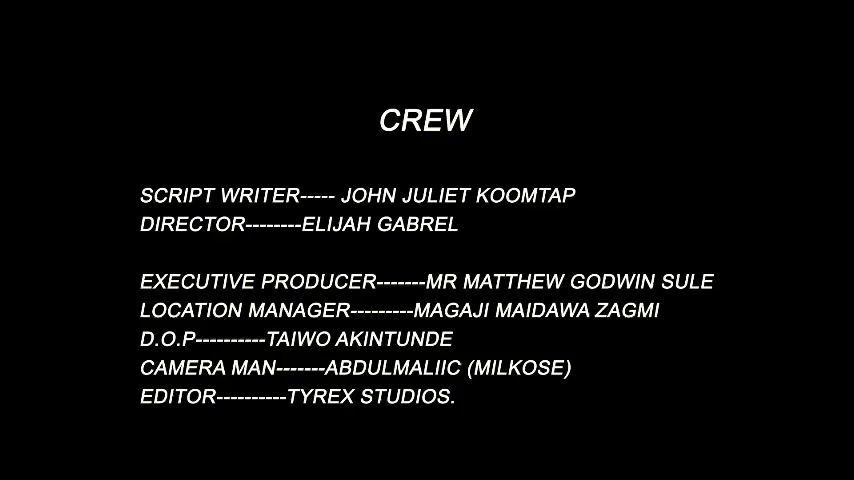 CREW
SCRIPT WRITER----- JOHN JULIET KOOMTAP
DIRECTOR--------ELIJAH GABREL
EXECUTIVE PRODUCER-------MR MATTHEW GODWIN SULE
LOCATION MANAGER---------MAGAJI MAIDAWA ZAGMI
D.O.P----------TAIWO AKINTUNDE
CAMERA MAN-------ABDULMALIIC (MILKOSE)
EDITOR----------TYREX STUDIOS.